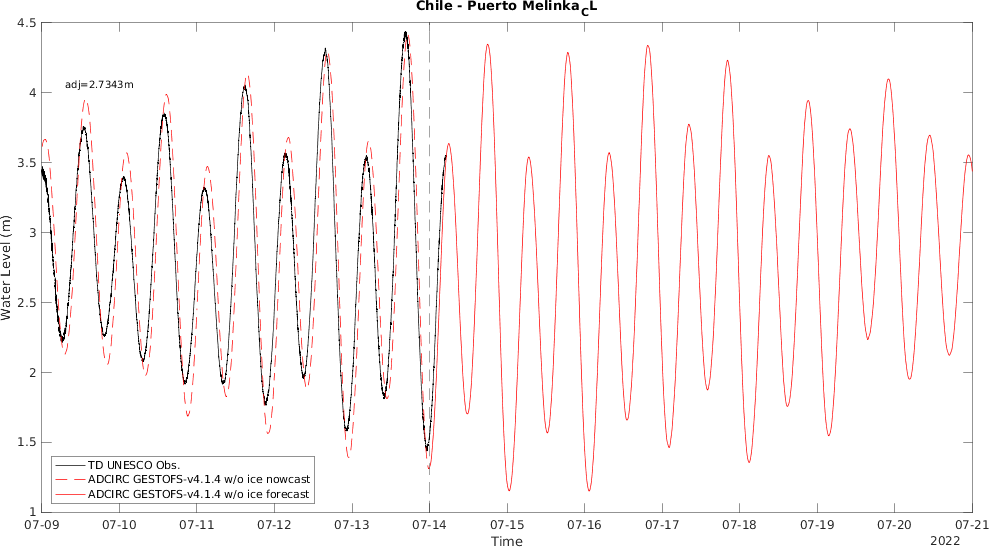 Chile - Puerto Melinka_CL
4.5
4
3.5
3
2.5
2
1.5
1
Water Level (m)
adj=2.7343m
TD UNESCO Obs.
ADCIRC GESTOFS-v4.1.4 w/o ice nowcast
ADCIRC GESTOFS-v4.1.4 w/o ice forecast
07-09 07-10 07-11 07-12 07-13 07-14 07-15 07-16 07-17 07-18 07-19 07-20 07-21
Time
2022